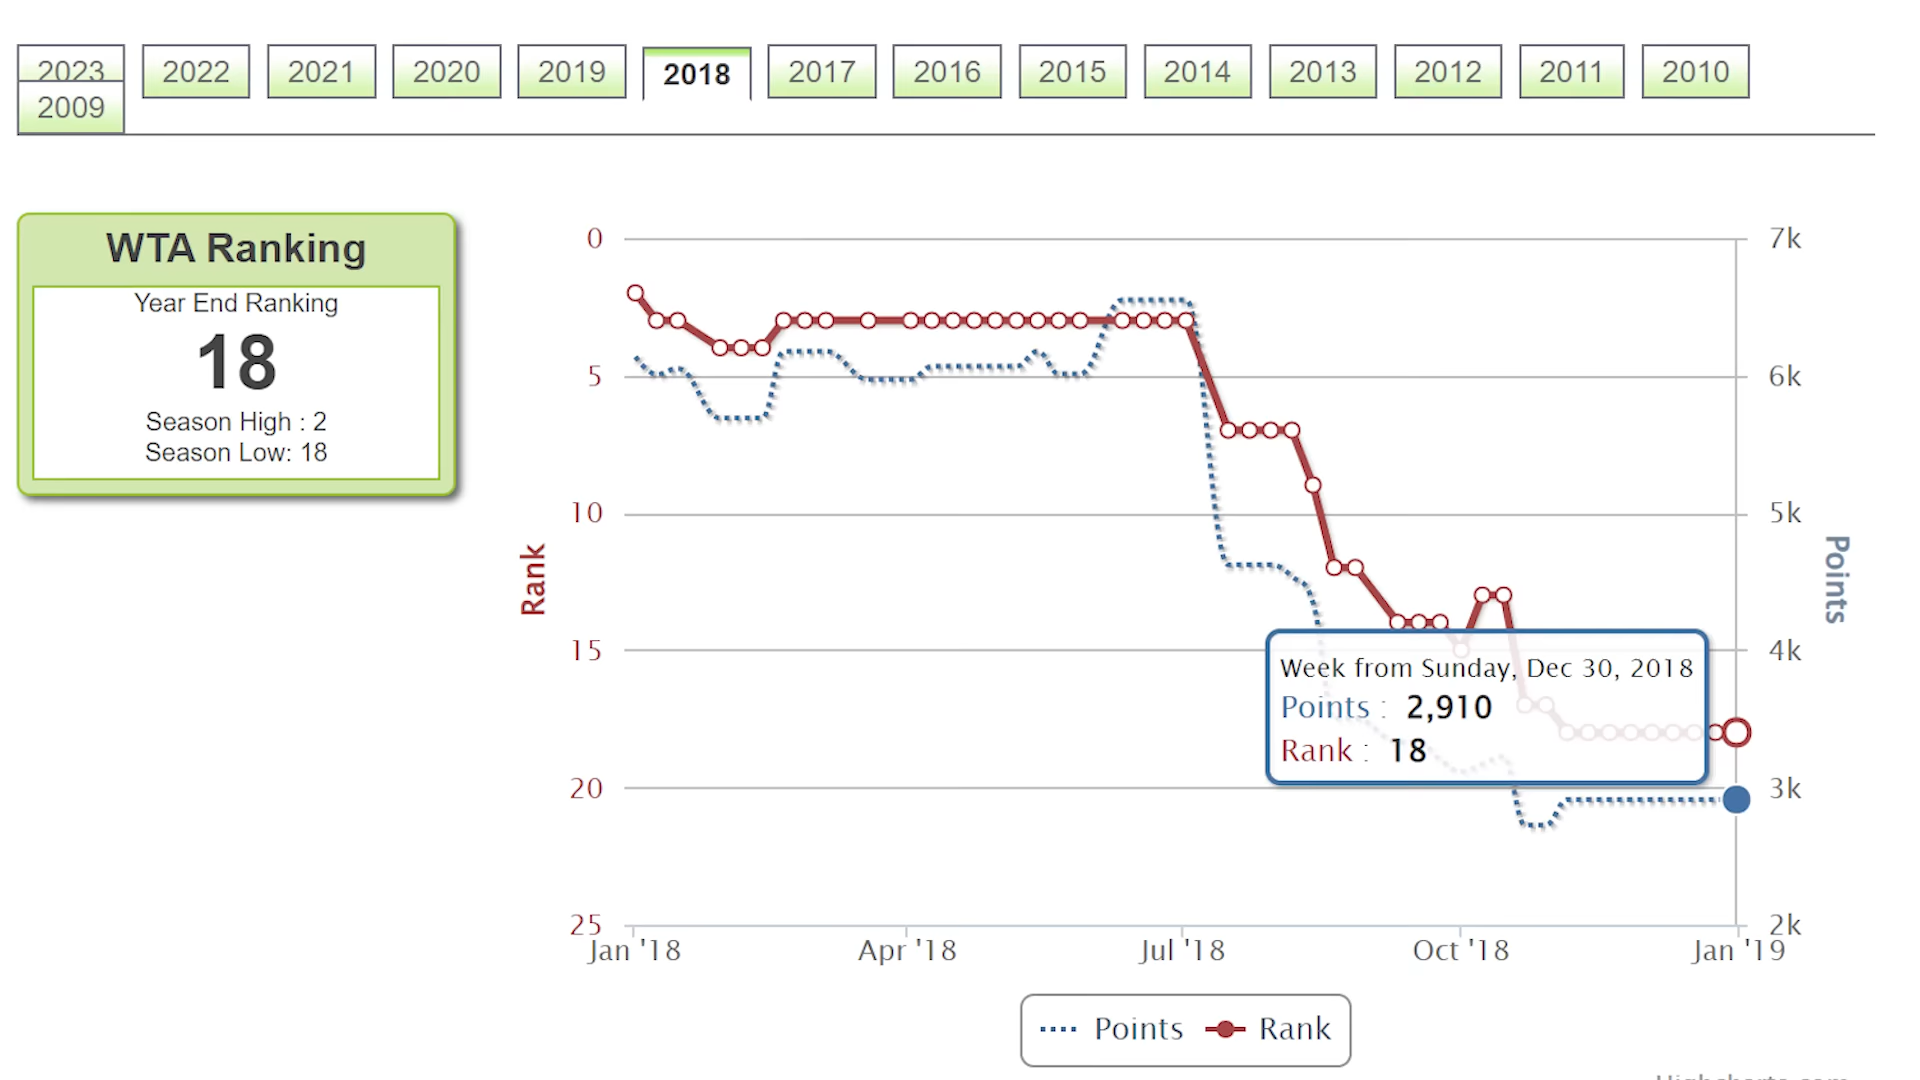 2023 2022 2021 2020 2019 2018 2017 2016 2015 2014 2013 2012 2011 2010
2009
WTA Ranking
Year End Ranking
18
Season High : 2
Season Low: 18
Rank
0
5
10
15
20
25
7k
6k
5k
4k
3k
2k
Points
Week from Sunday, Dec 30, 2018
Points : 2,910
Rank : 18
Jan '18 Apr '18 Jul '18 Oct '18 Jan '19
Points Rank